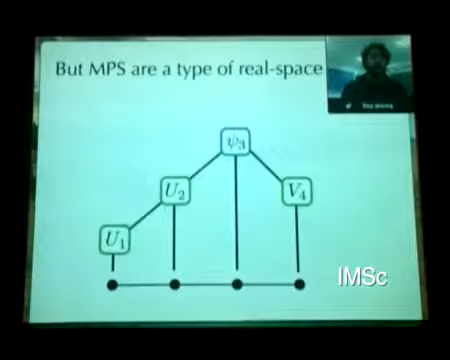 But MPS are a type of real-space
ψ₃
U₂
V₄
U₁
IMSc